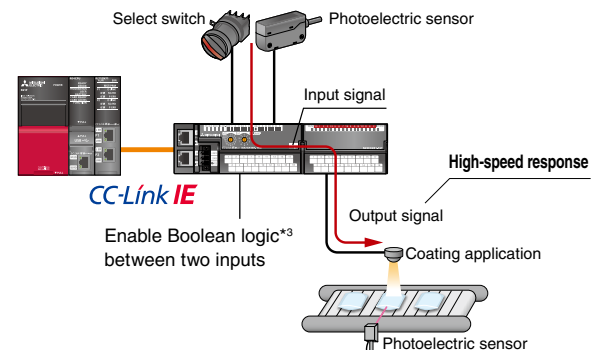 Select switch
Photoelectric sensor
Input signal
High-speed response
CC-Link IE
Output signal
Enable Boolean logic*3
between two inputs
Coating application
Photoelectric sensor